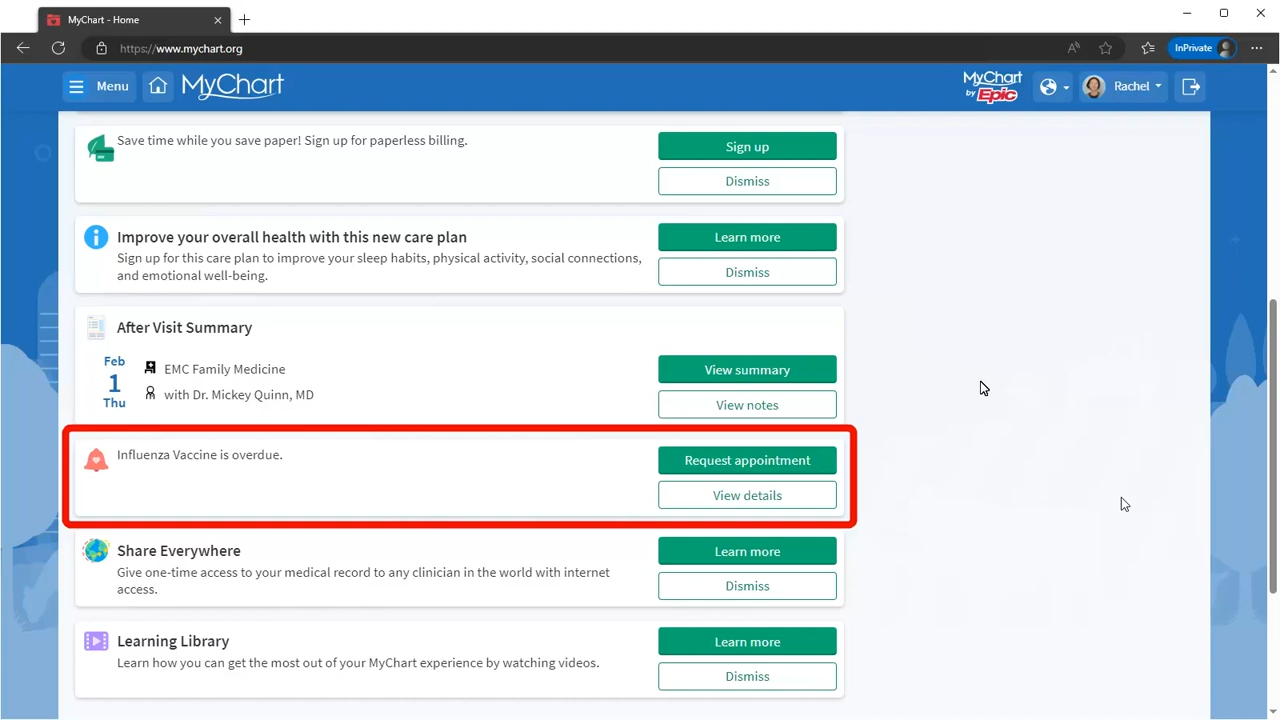 MyChart - Home
https://www.mychart.org
InPrivate
Menu
MyChart
MyChart
by Epic
Rachel
Save time while you save paper! Sign up for paperless billing.
Sign up
Dismiss
Improve your overall health with this new care plan
Sign up for this care plan to improve your sleep habits, physical activity, social connections,
and emotional well-being.
Learn more
Dismiss
After Visit Summary
Feb
1
Thu
EMC Family Medicine
with Dr. Mickey Quinn, MD
View summary
View notes
Influenza Vaccine is overdue.
Request appointment
View details
Share Everywhere
Give one-time access to your medical record to any clinician in the world with internet
access.
Learn more
Dismiss
Learning Library
Learn how you can get the most out of your MyChart experience by watching videos.
Learn more
Dismiss